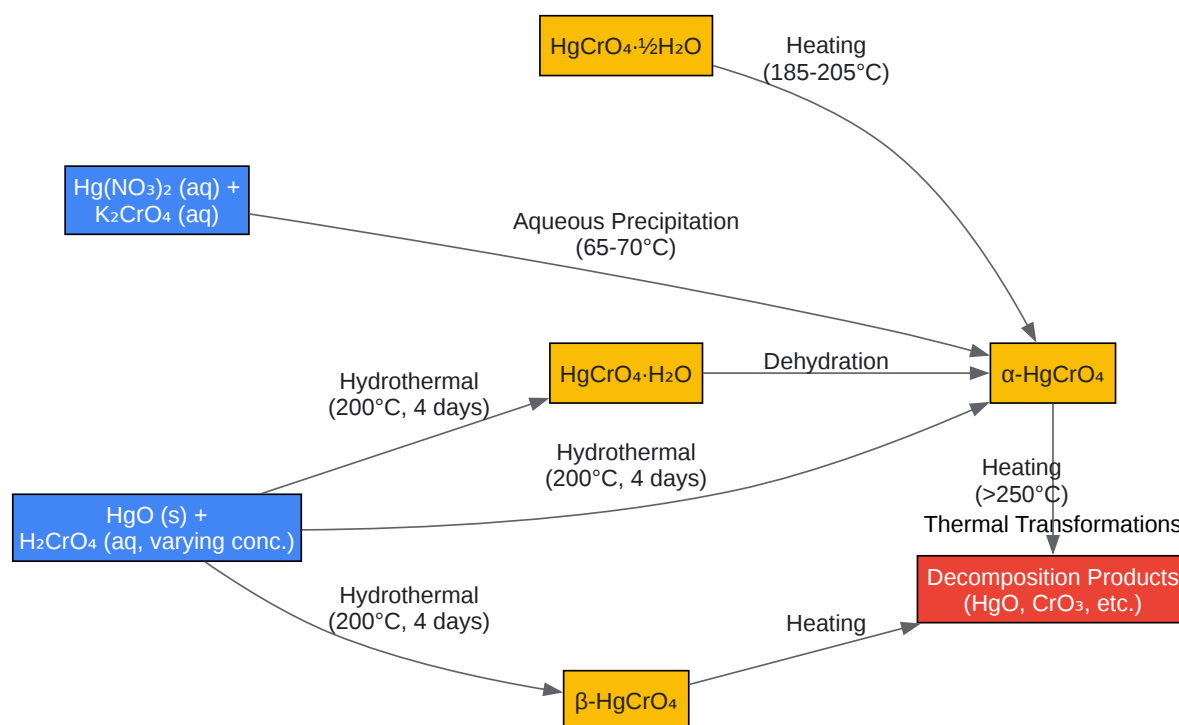 HgCrO₄·½H₂O
Heating
(185-205°C)
Hg(NO₃)₂ (aq) +
K₂CrO₄ (aq)
Aqueous Precipitation
(65-70°C)
HgCrO₄·H₂O
Dehydration
α-HgCrO₄
Hydrothermal
(200°C, 4 days)
Hydrothermal
(200°C, 4 days)
Heating
(>250°C)
Thermal Transformations
HgO (s) +
H₂CrO₄ (aq, varying conc.)
Decomposition Products
(HgO, CrO₃, etc.)
Hydrothermal
(200°C, 4 days)
Heating
β-HgCrO₄